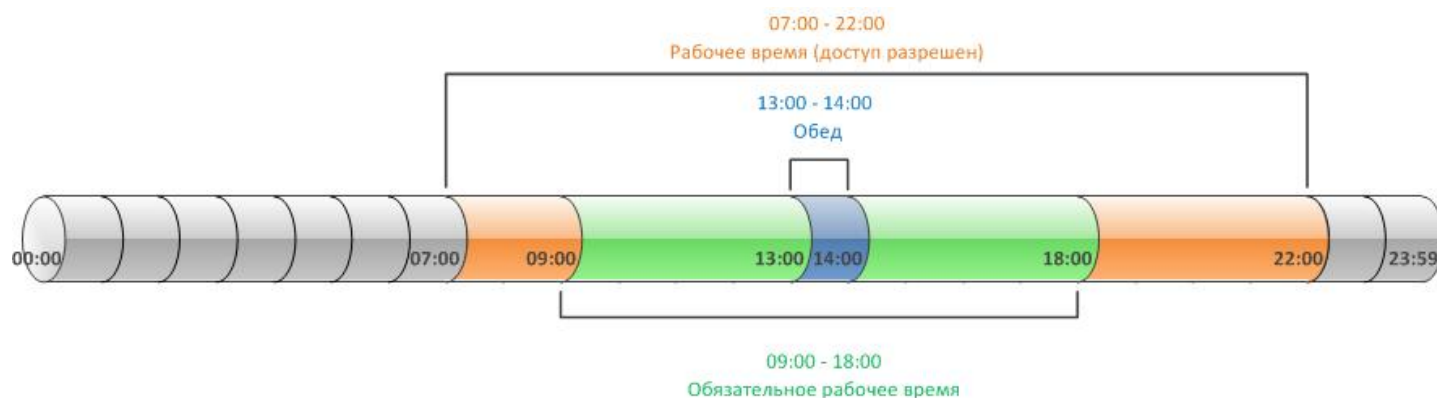 07:00 - 22:00
Рабочее время (доступ разрешен)
13:00 - 14:00
Обед
00:00 07:00 09:00 13:00 14:00 18:00 22:00 23:59
09:00 - 18:00
Обязательное рабочее время